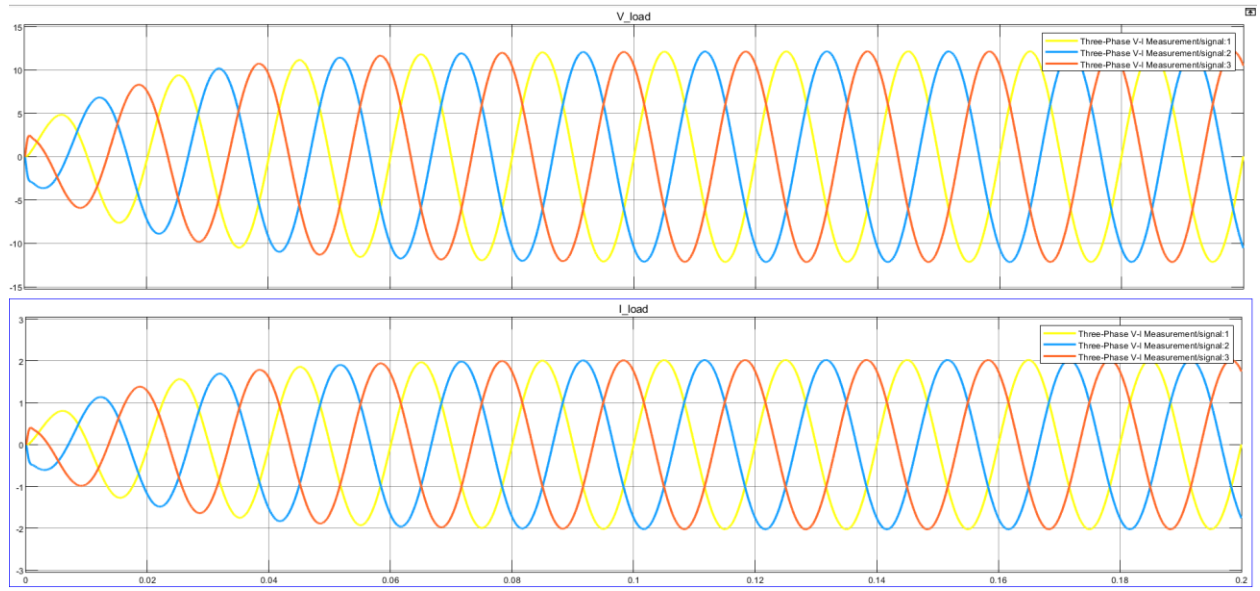 V_load
15
10
5
0
-5
-10
-15
Three-Phase V-I Measurement/signal:1
Three-Phase V-I Measurement/signal:2
Three-Phase V-I Measurement/signal:3
I_load
3
2
1
0
-1
-2
-3
Three-Phase V-I Measurement/signal:1
Three-Phase V-I Measurement/signal:2
Three-Phase V-I Measurement/signal:3
0 0.02 0.04 0.06 0.08 0.1 0.12 0.14 0.16 0.18 0.2